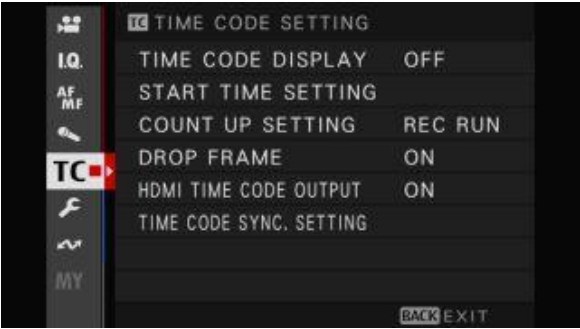 TC TIME CODE SETTING
I.Q.
TIME CODE DISPLAY OFF
AF MF
START TIME SETTING
COUNT UP SETTING REC RUN
TC
DROP FRAME ON
HDMI TIME CODE OUTPUT ON
TIME CODE SYNC. SETTING
MY
BACK EXIT